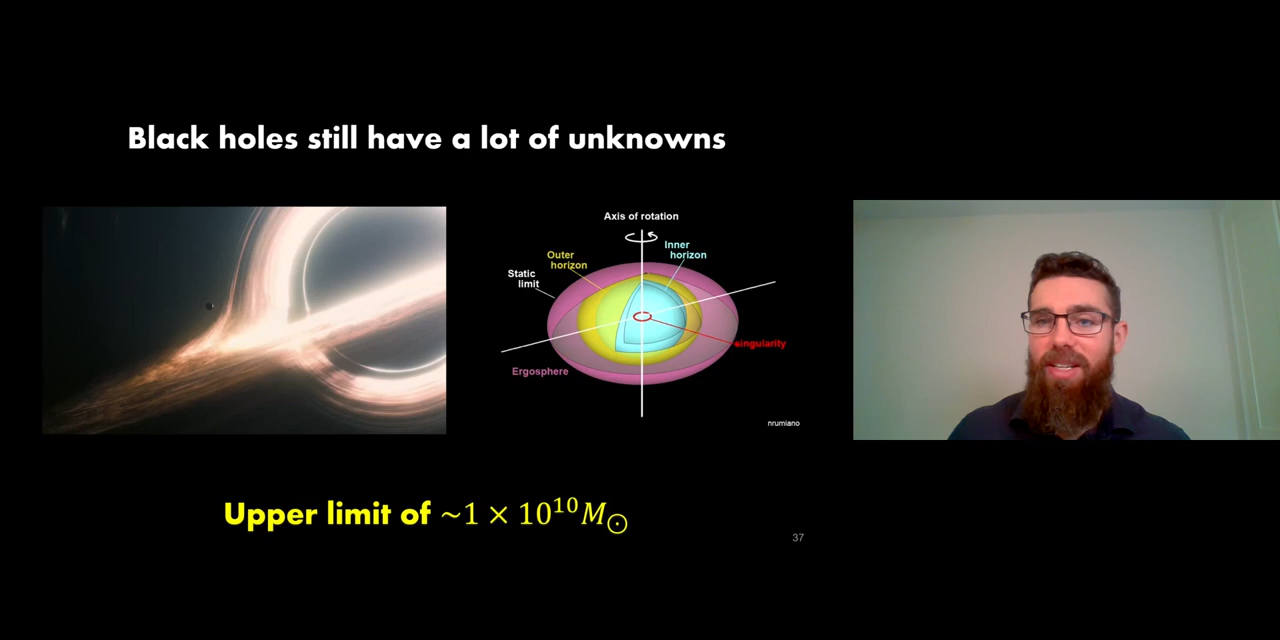 Black holes still have a lot of unknowns
Axis of rotation
Inner
horizon
Outer
horizon
Static
limit
singularity
Ergosphere
nrumiano
Upper limit of ~1 × 10¹⁰M☉
37